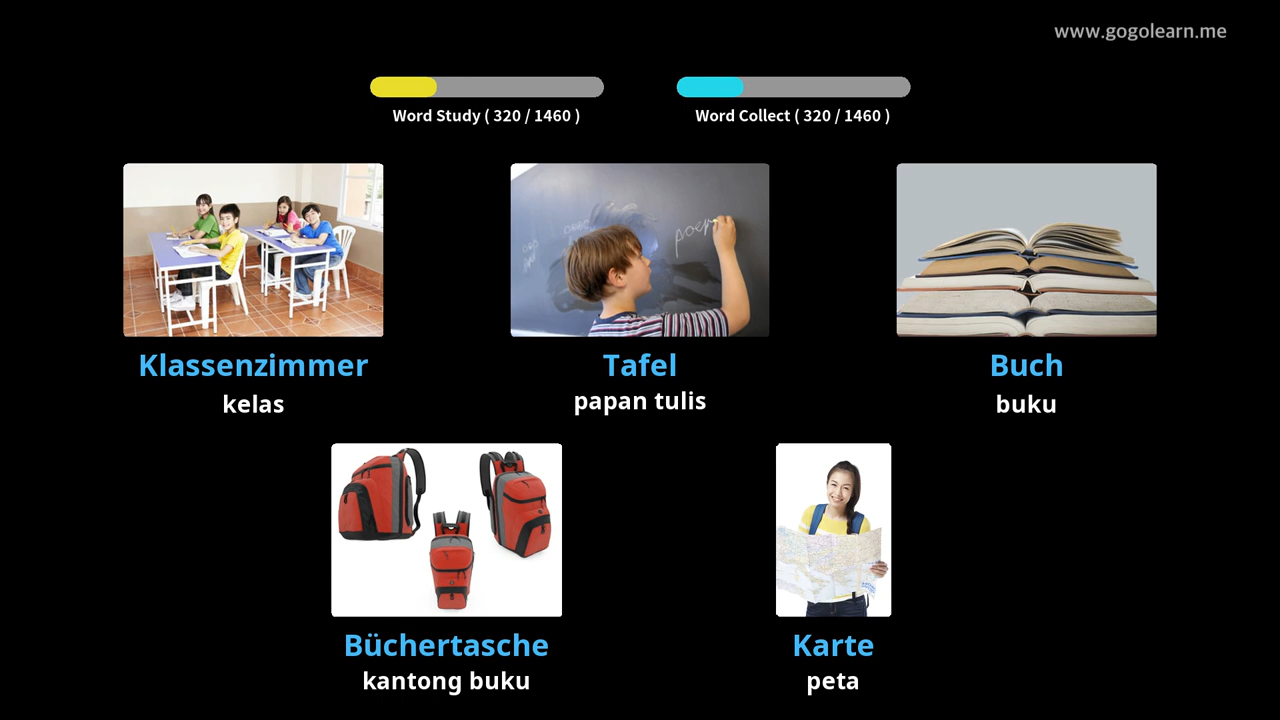 www.gogolearn.me
Word Study ( 320 / 1460 )
Word Collect ( 320 / 1460 )
poer
Klassenzimmer
kelas
Tafel
papan tulis
Buch
buku
Büchertasche
kantong buku
Karte
peta